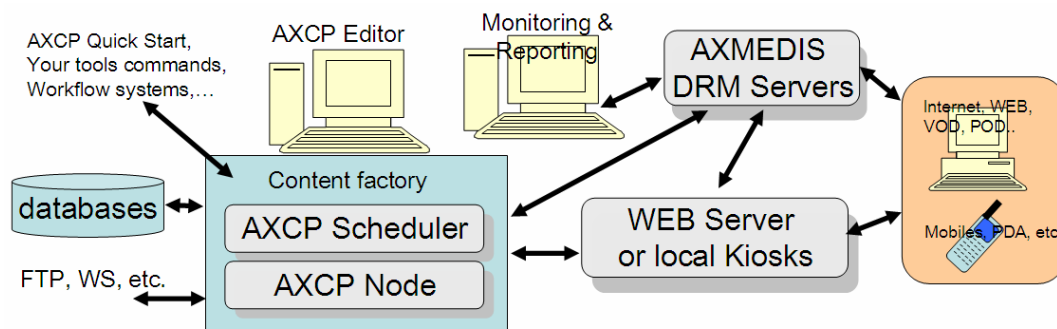 AXCP Quick Start,
Your tools commands,
Workflow systems,...
AXCP Editor
Monitoring &
Reporting
AXMEDIS
DRM Servers
Internet, WEB,
VOD, POD..
Mobiles, PDA, etc
databases
FTP, WS, etc.
Content factory
AXCP Scheduler
AXCP Node
WEB Server
or local Kiosks